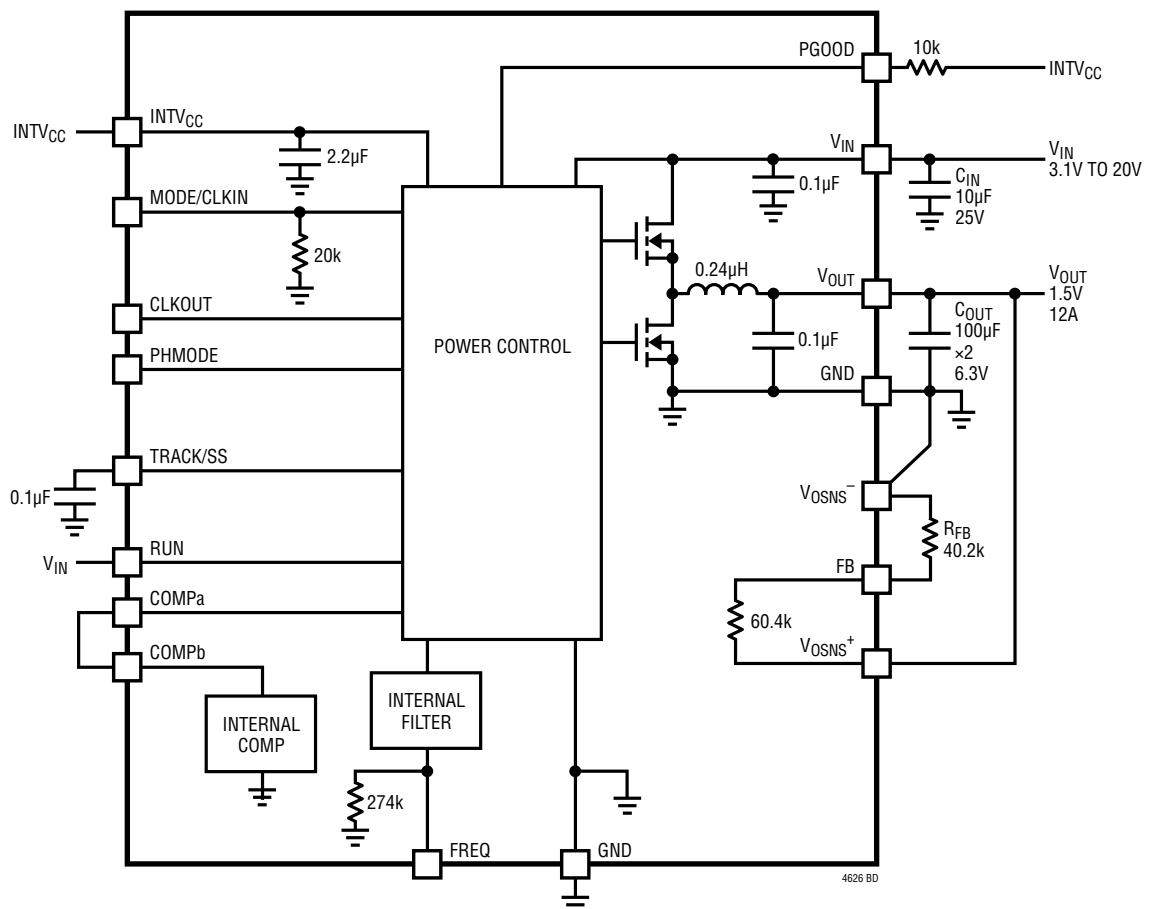 PGOOD
10k
INTVCC
INTVCC
INTVCC
2.2µF
VIN
VIN
3.1V TO 20V
0.1µF
CIN
10µF
25V
MODE/CLKIN
20k
0.24µH
VOUT
VOUT
1.5V
12A
CLKOUT
COUT
100µF
×2
6.3V
POWER CONTROL
0.1µF
PHMODE
GND
TRACK/SS
0.1µF
VOSNS–
RFB
40.2k
RUN
VIN
FB
COMPa
60.4k
COMPb
VOSNS+
INTERNAL
COMP
INTERNAL
FILTER
274k
FREQ
GND
4626 BD